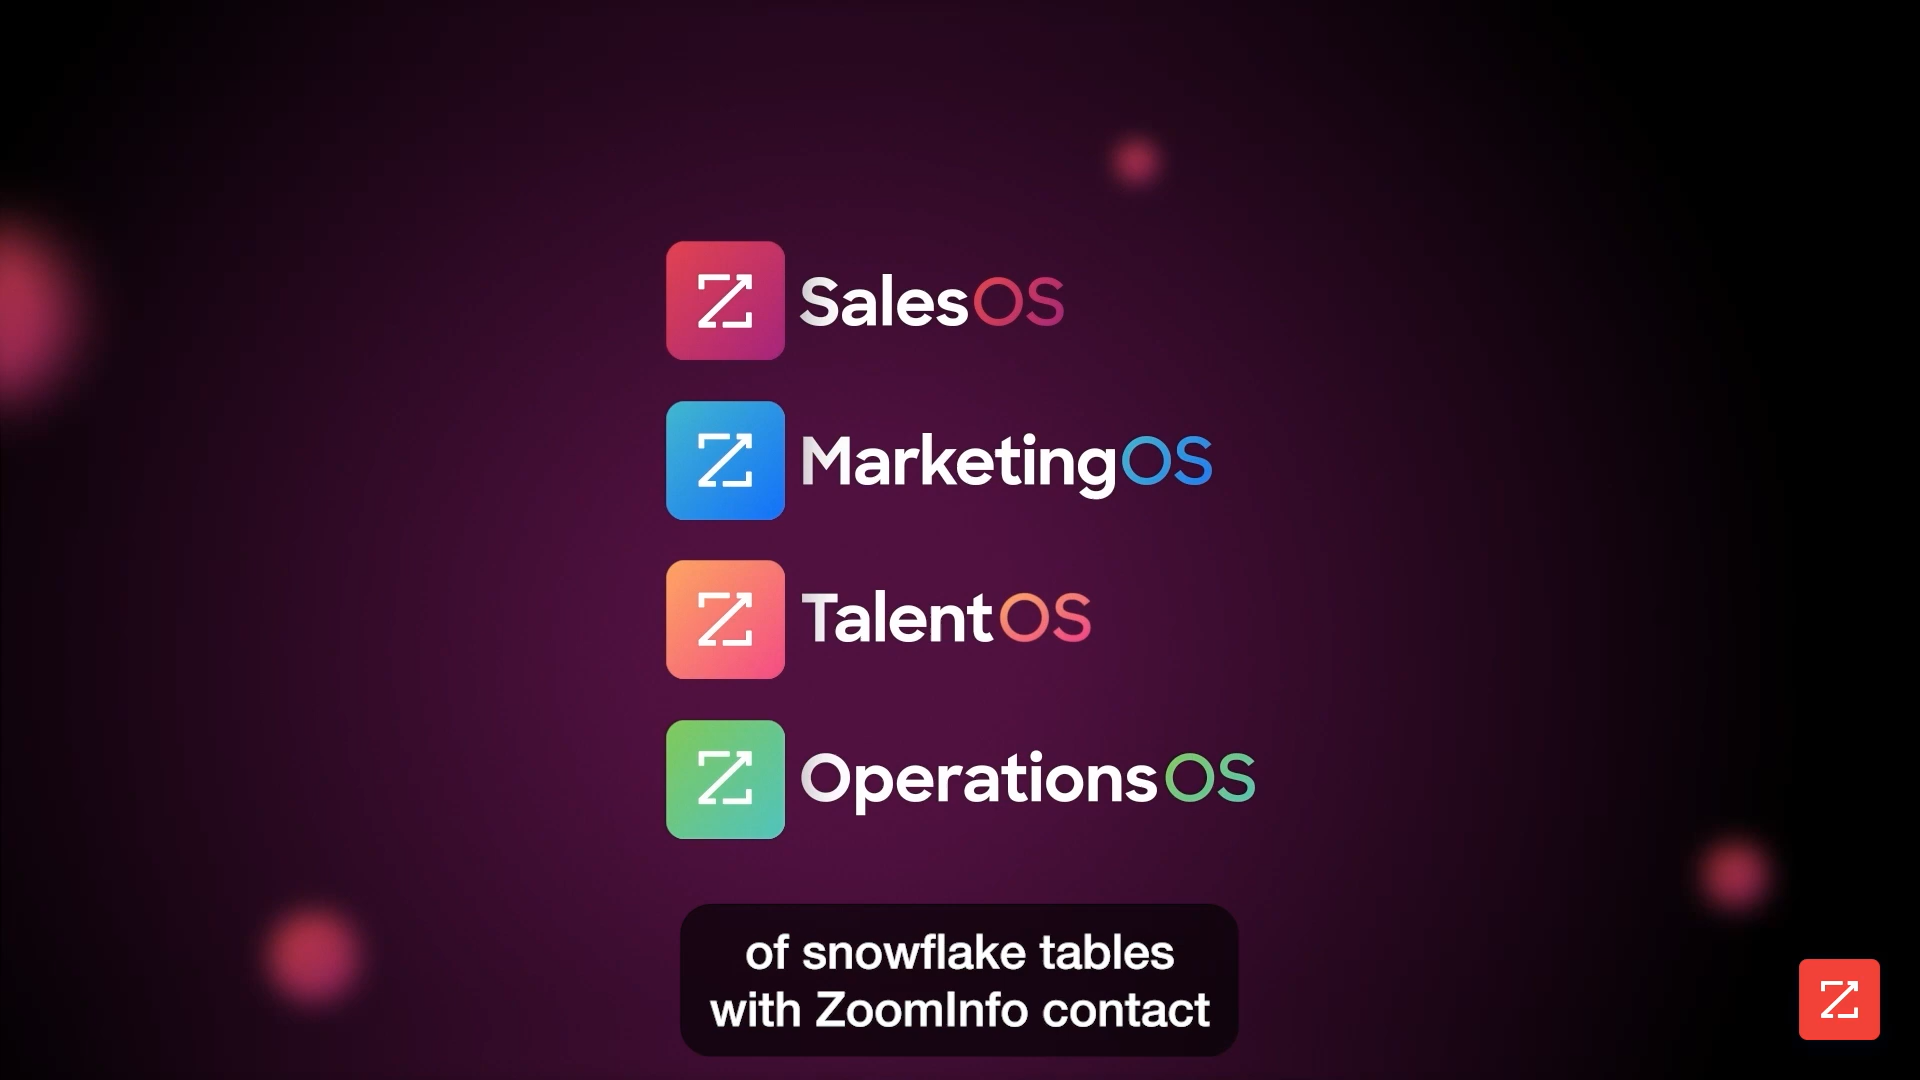 SalesOS
MarketingOS
TalentOS
OperationsOS
of snowflake tables
with ZoomInfo contact